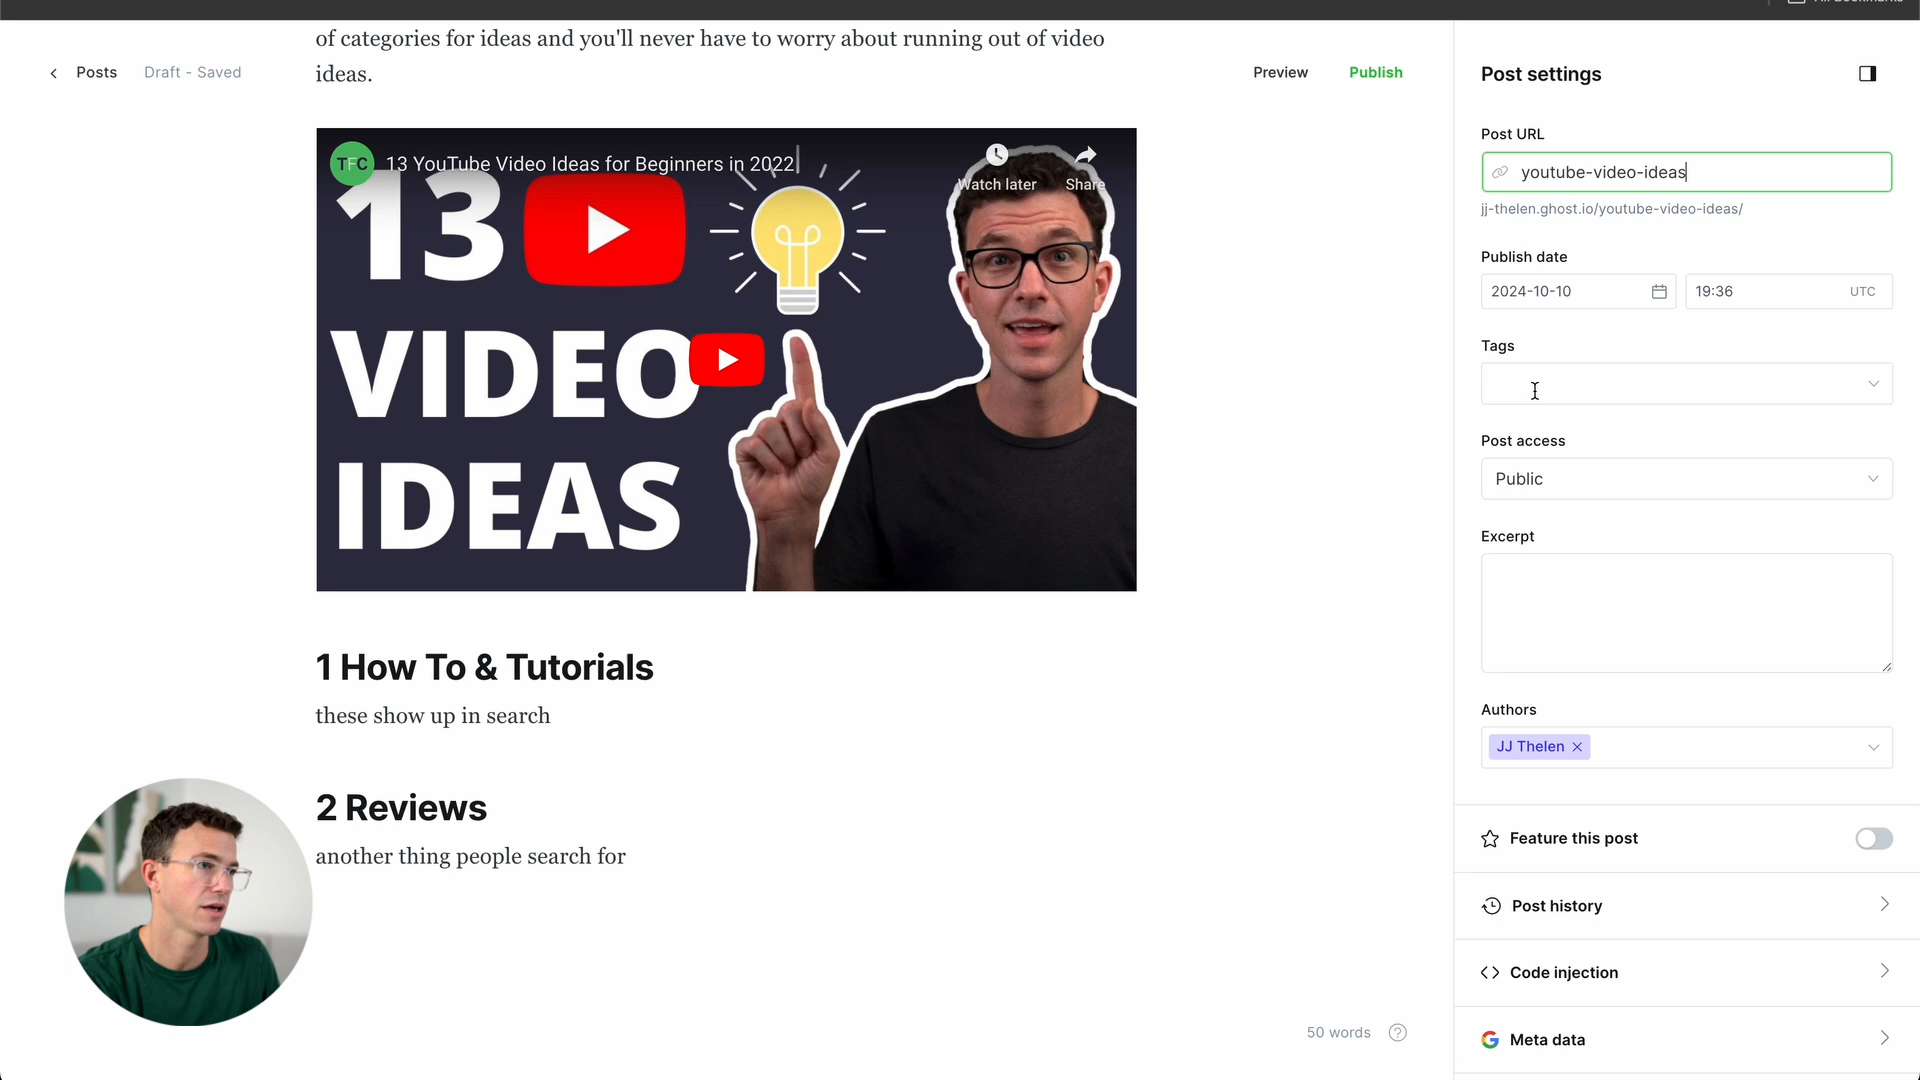 of categories for ideas and you'll never have to worry about running out of video
ideas.
Posts
Draft - Saved
Preview
Publish
TFC
13 YouTube Video Ideas for Beginners in 2022
Watch later
Share
13
VIDEO
IDEAS
1 How To & Tutorials
these show up in search
2 Reviews
another thing people search for
50 words
?
Post settings
Post URL
youtube-video-ideas
jj-thelen.ghost.io/youtube-video-ideas/
Publish date
2024-10-10
19:36
UTC
Tags
Post access
Public
Excerpt
Authors
JJ Thelen
Feature this post
Post history
Code injection
Meta data